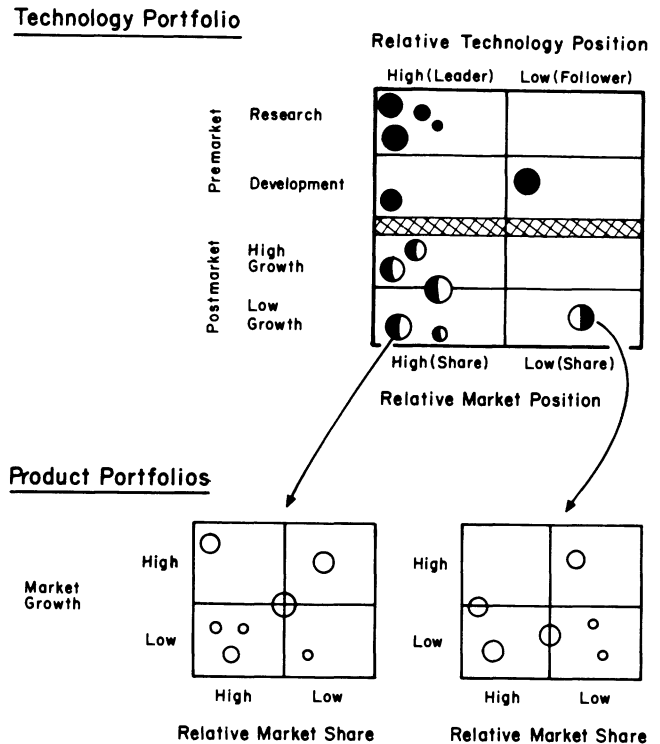 Technology Portfolio
Relative Technology Position
High (Leader) Low (Follower)
Premarket
Research
Development
Postmarket
High
Growth
Low
Growth
High (Share) Low (Share)
Relative Market Position
Product Portfolios
Market
Growth
High
Low
High Low
Relative Market Share
High
Low
High Low
Relative Market Share